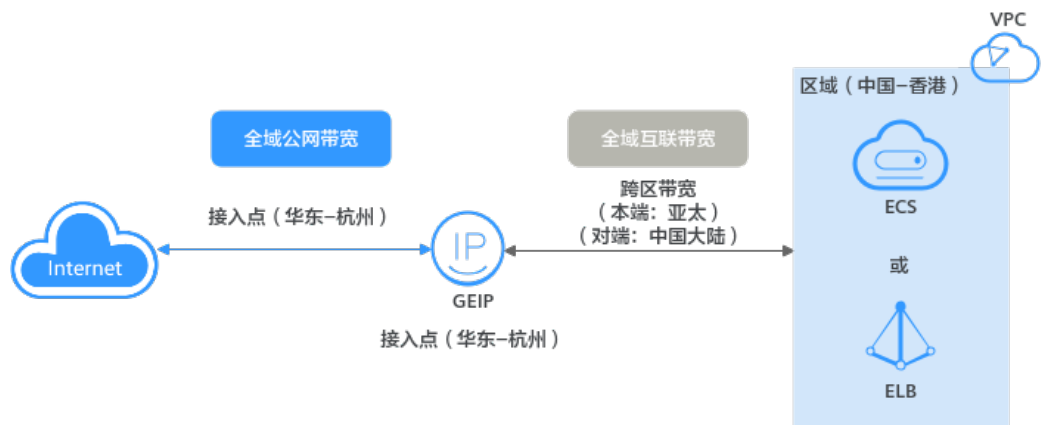 VPC
区域（中国–香港）
全域公网带宽
全域互联带宽
跨区带宽
（本端：亚太）
（对端：中国大陆）
接入点（华东–杭州）
ECS
Internet
IP
GEIP
或
接入点（华东–杭州）
ELB